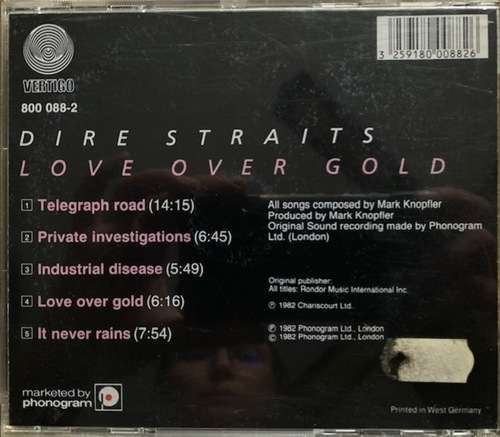 VERTIGO
800 088-2
3 259180 008826
DIRE STRAITS
LOVE OVER GOLD
1 Telegraph road (14:15)
2 Private investigations (6:45)
3 Industrial disease (5:49)
4 Love over gold (6:16)
5 It never rains (7:54)
All songs composed by Mark Knopfler
Produced by Mark Knopfler
Original Sound recording made by Phonogram
Ltd. (London)
Original publisher:
All titles: Rondor Music International Inc.
℗ 1982 Chariscourt Ltd.
℗ 1982 Phonogram Ltd., London
© 1982 Phonogram Ltd., London
marketed by
phonogram
Printed in West Germany